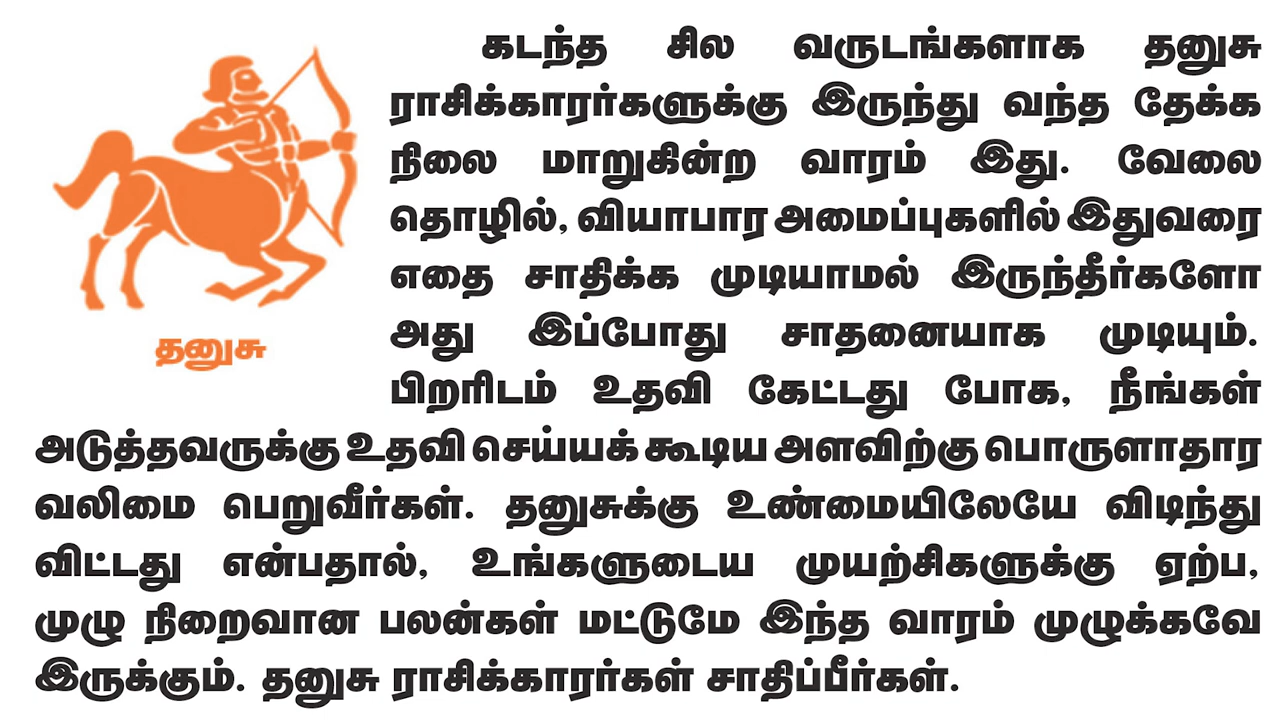 கடந்த சில வருடங்களாக தனுசு
ராசிக்காரர்களுக்கு இருந்து வந்த தேக்க
நிலை மாறுகின்ற வாரம் இது. வேலை
தொழில், வியாபார அமைப்புகளில் இதுவரை
எதை சாதிக்க முடியாமல் இருந்தீர்களோ
அது இப்போது சாதனையாக முடியும்.
பிறரிடம் உதவி கேட்டது போக, நீங்கள்
அடுத்தவருக்கு உதவி செய்யக் கூடிய அளவிற்கு பொருளாதார
வலிமை பெறுவீர்கள். தனுசுக்கு உண்மையிலேயே விடிந்து
விட்டது என்பதால், உங்களுடைய முயற்சிகளுக்கு ஏற்ப,
முழு நிறைவான பலன்கள் மட்டுமே இந்த வாரம் முழுக்கவே
இருக்கும். தனுசு ராசிக்காரர்கள் சாதிப்பீர்கள்.
தனுசு